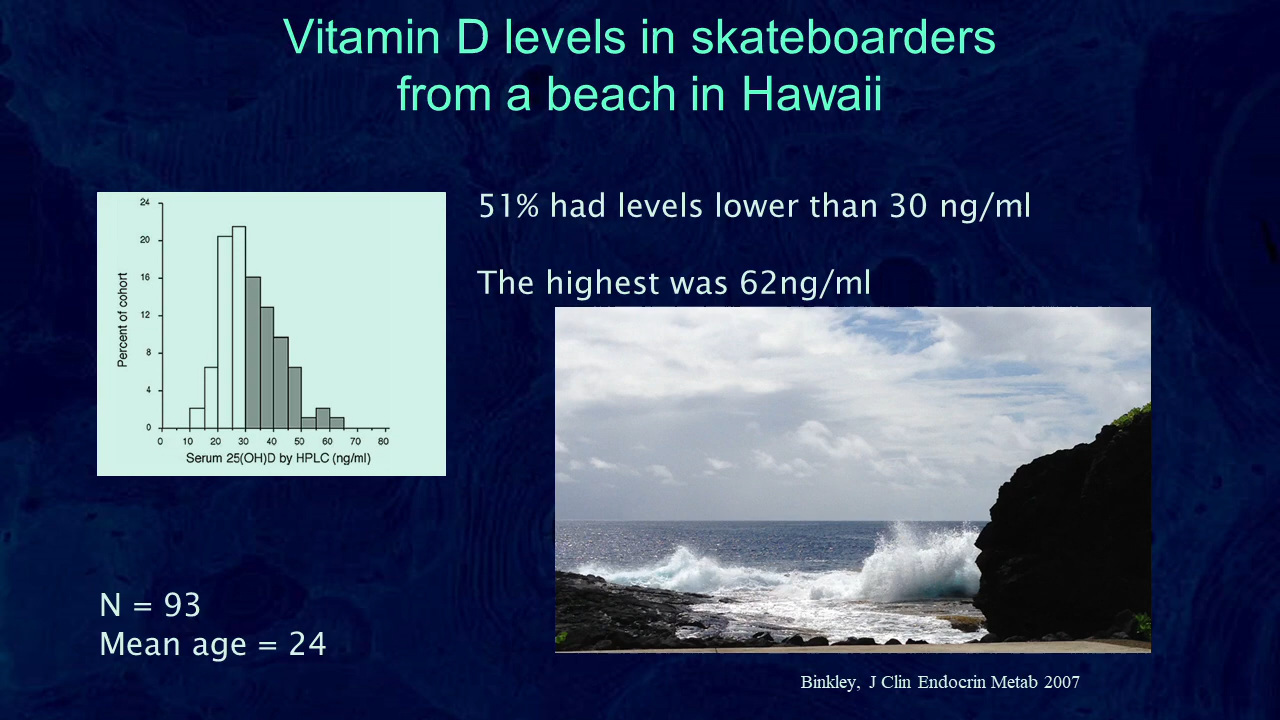 Vitamin D levels in skateboarders
from a beach in Hawaii
51% had levels lower than 30 ng/ml
The highest was 62ng/ml
Percent of cohort
24
20
16
12
8
4
0
0 10 20 30 40 50 60 70 80
Serum 25(OH)D by HPLC (ng/ml)
N = 93
Mean age = 24
Binkley, J Clin Endocrin Metab 2007